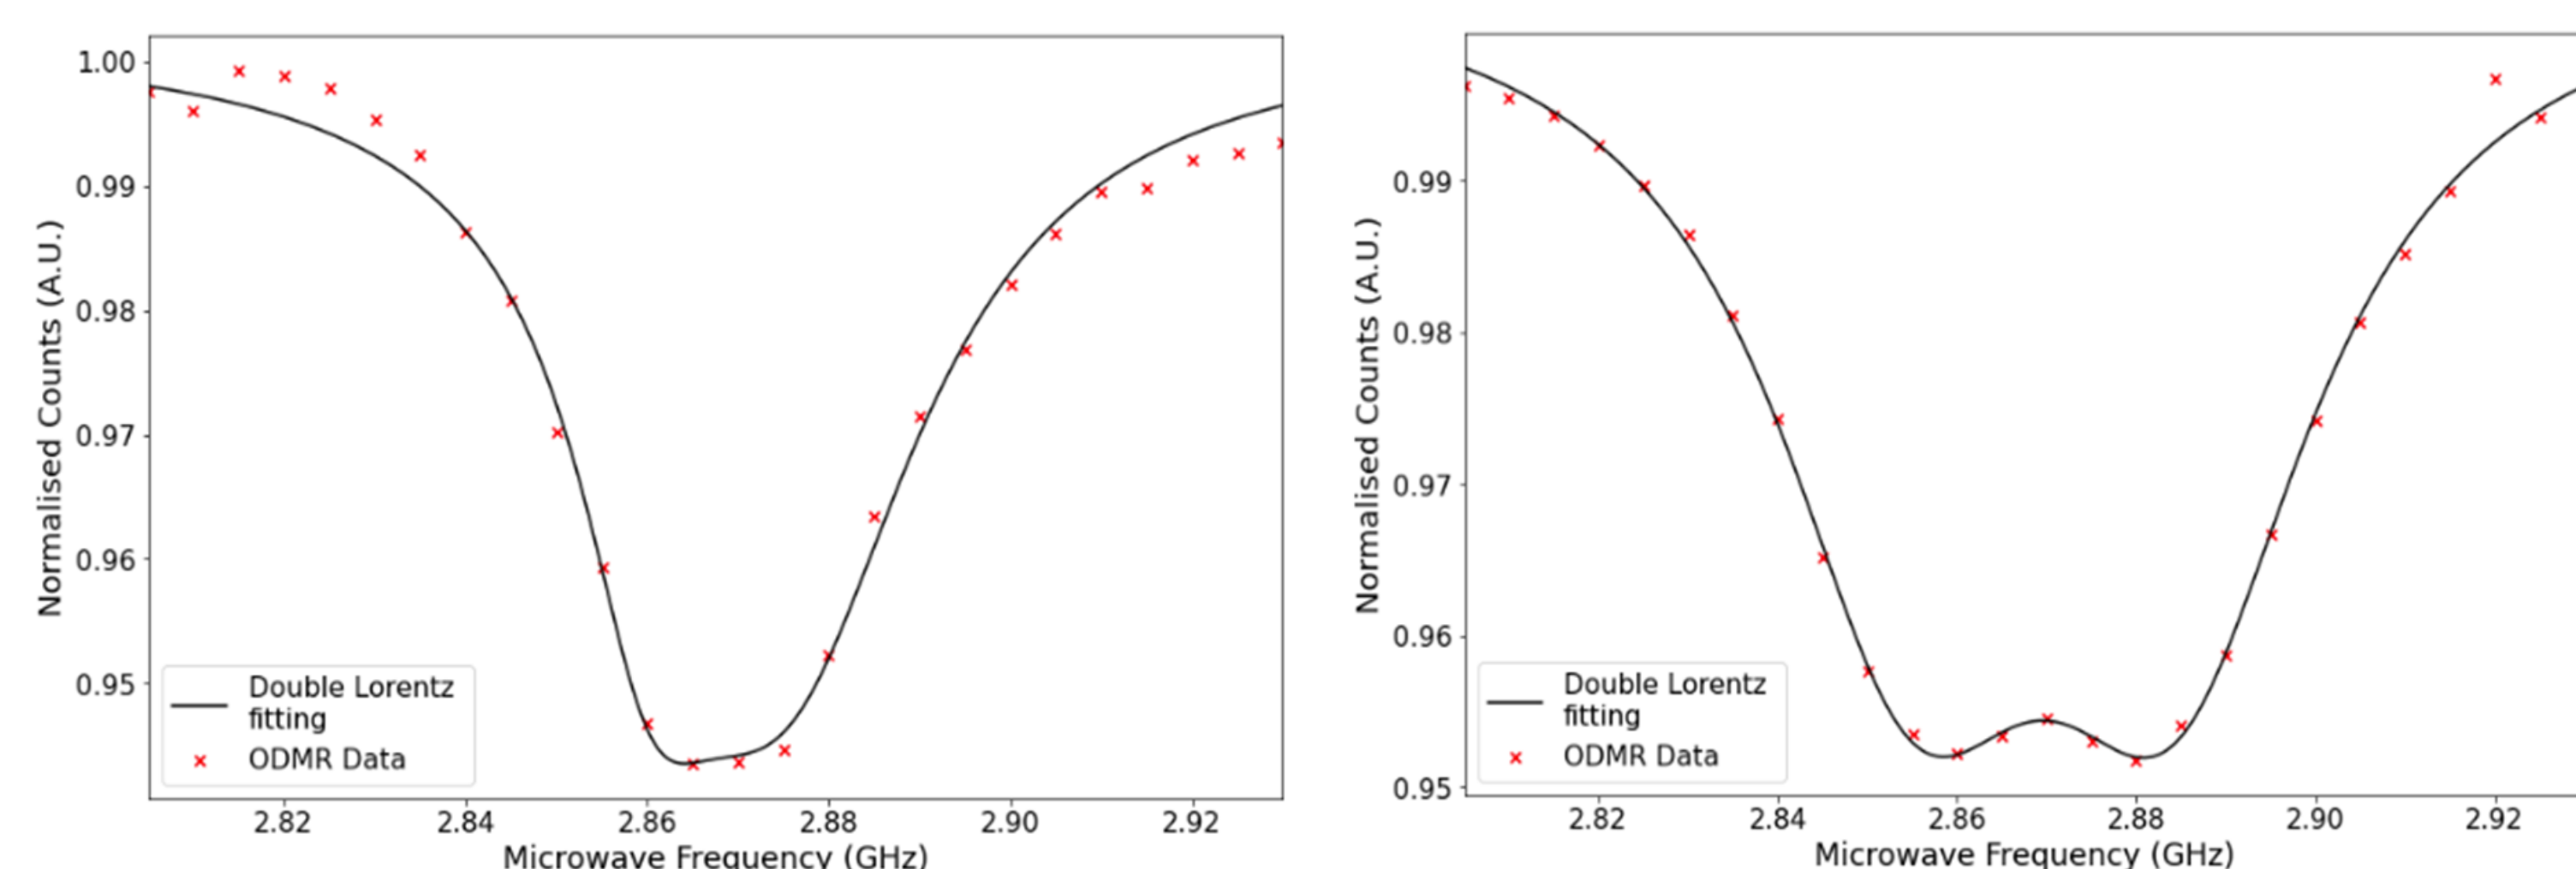 1.00
0.99
0.98
0.97
0.96
0.95
Normalised Counts (A.U.)
Double Lorentz
fitting
ODMR Data
2.82 2.84 2.86 2.88 2.90 2.92
Microwave Frequency (GHz)
0.99
0.98
0.97
0.96
0.95
Normalised Counts (A.U.)
Double Lorentz
fitting
ODMR Data
2.82 2.84 2.86 2.88 2.90 2.92
Microwave Frequency (GHz)